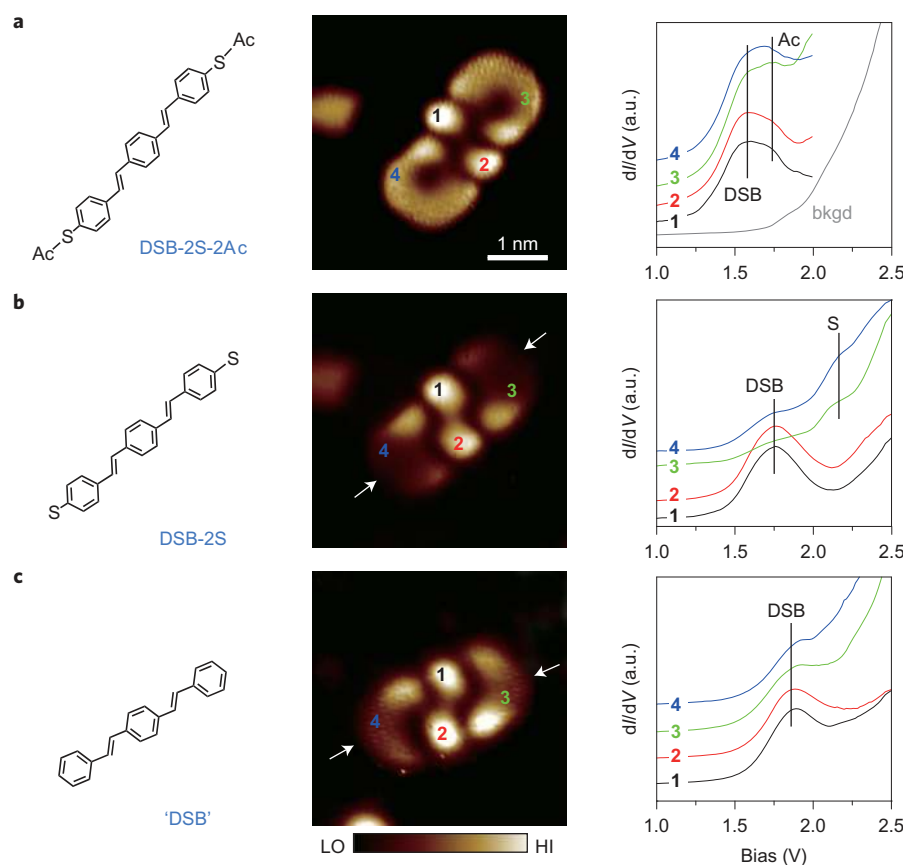 a
Ac
S
S
Ac
DSB-2S-2Ac
1
2
3
4
1 nm
dI/dV (a.u.)
Ac
DSB
4
3
2
1
bkgd
1.0 1.5 2.0 2.5
b
S
S
DSB-2S
1
2
3
4
dI/dV (a.u.)
S
DSB
4
3
2
1
1.0 1.5 2.0 2.5
c
'DSB'
1
2
3
4
LO HI
dI/dV (a.u.)
DSB
4
3
2
1
1.0 1.5 2.0 2.5
Bias (V)